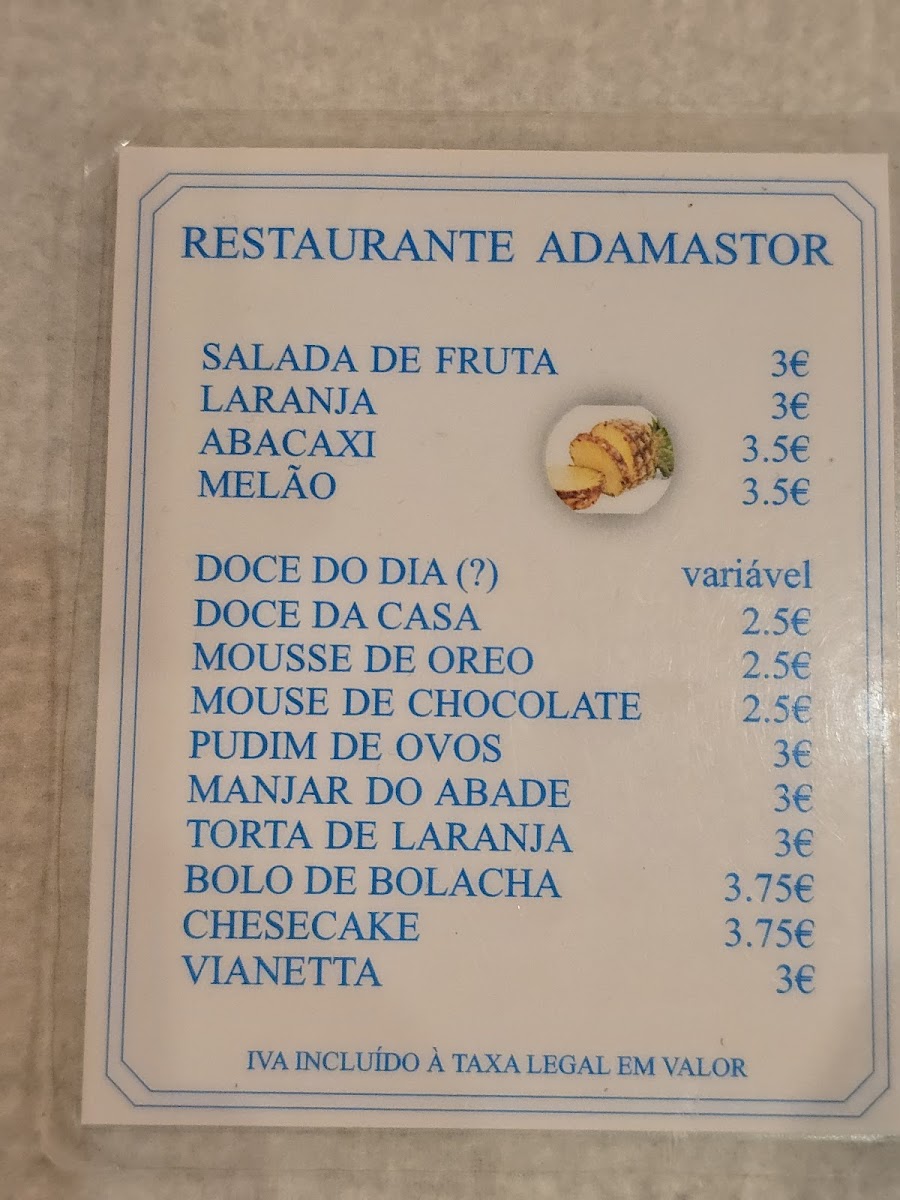 RESTAURANTE ADAMASTOR
SALADA DE FRUTA 3€
LARANJA 3€
ABACAXI 3.5€
MELÃO 3.5€
DOCE DO DIA (?) variável
DOCE DA CASA 2.5€
MOUSSE DE OREO 2.5€
MOUSE DE CHOCOLATE 2.5€
PUDIM DE OVOS 3€
MANJAR DO ABADE 3€
TORTA DE LARANJA 3€
BOLO DE BOLACHA 3.75€
CHESECAKE 3.75€
VIANETTA 3€
IVA INCLUÍDO À TAXA LEGAL EM VALOR